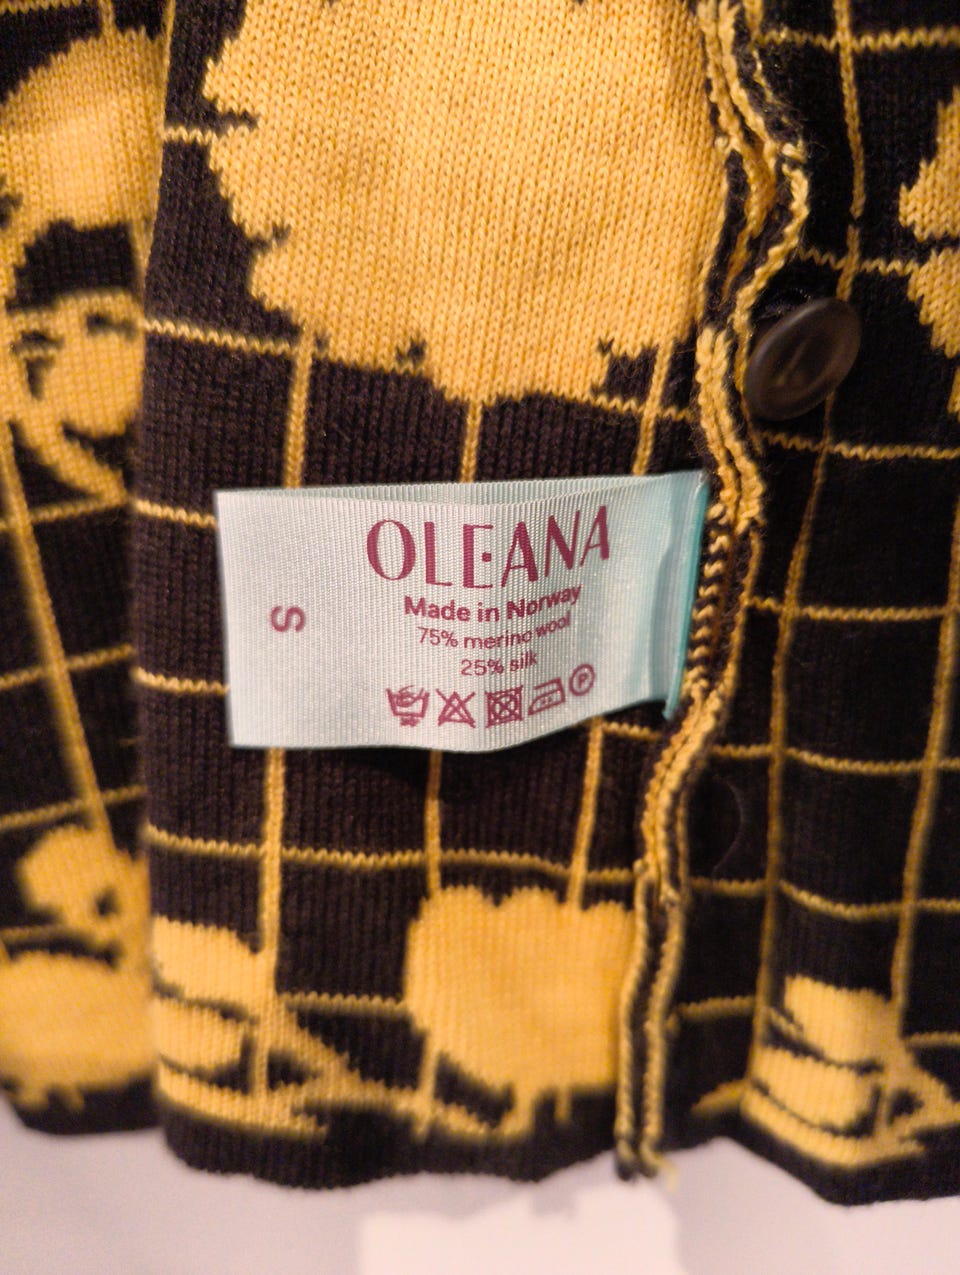 OLEANA
Made in Norway
75% merino wool
25% silk
P
S